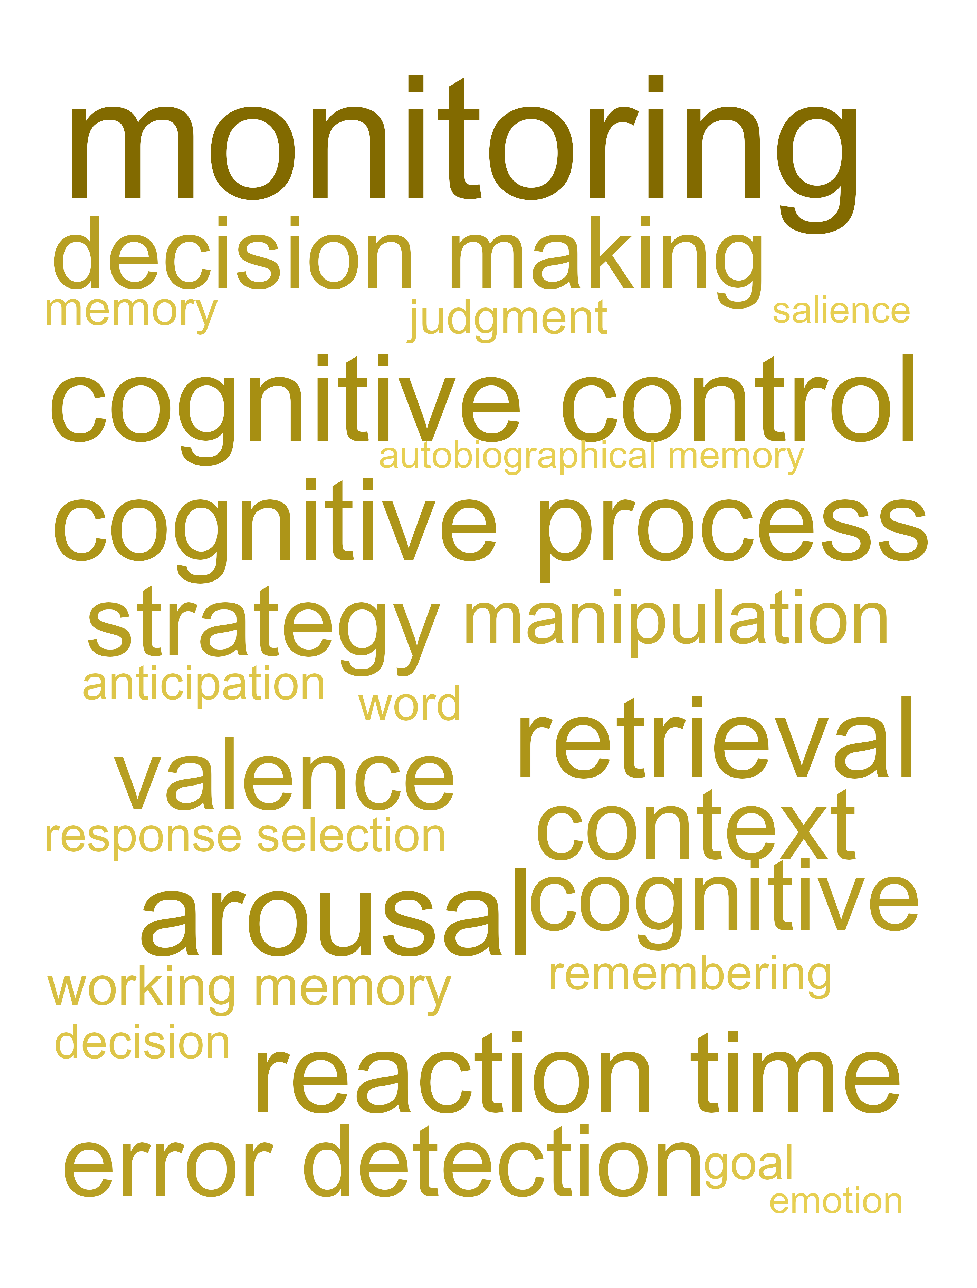 monitoring
decision making
memory judgment salience
cognitive control
autobiographical memory
cognitive process
strategy manipulation
anticipation word
retrieval
valence
context
response selection
arousal cognitive
working memory remembering
decision
reaction time
error detection goal
emotion